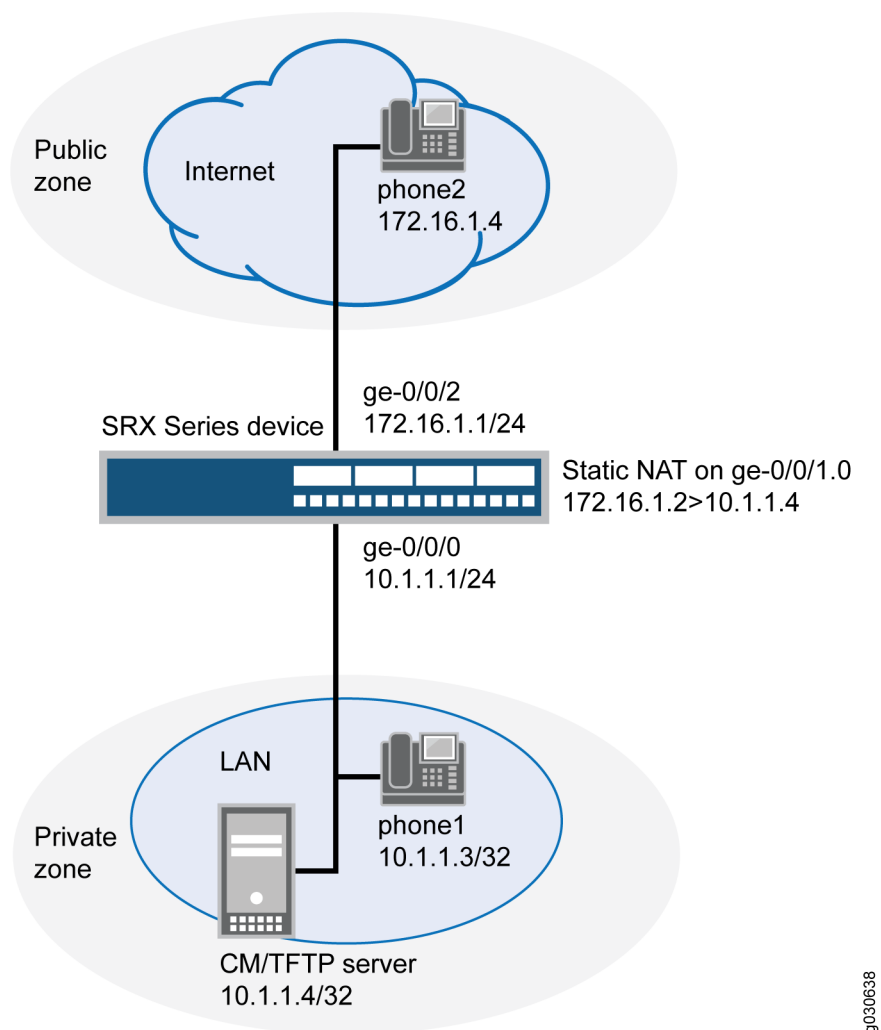 Public
zone
Internet
phone2
172.16.1.4
ge-0/0/2
172.16.1.1/24
SRX Series device
Static NAT on ge-0/0/1.0
172.16.1.2>10.1.1.4
ge-0/0/0
10.1.1.1/24
LAN
phone1
10.1.1.3/32
Private
zone
CM/TFTP server
10.1.1.4/32
g030638